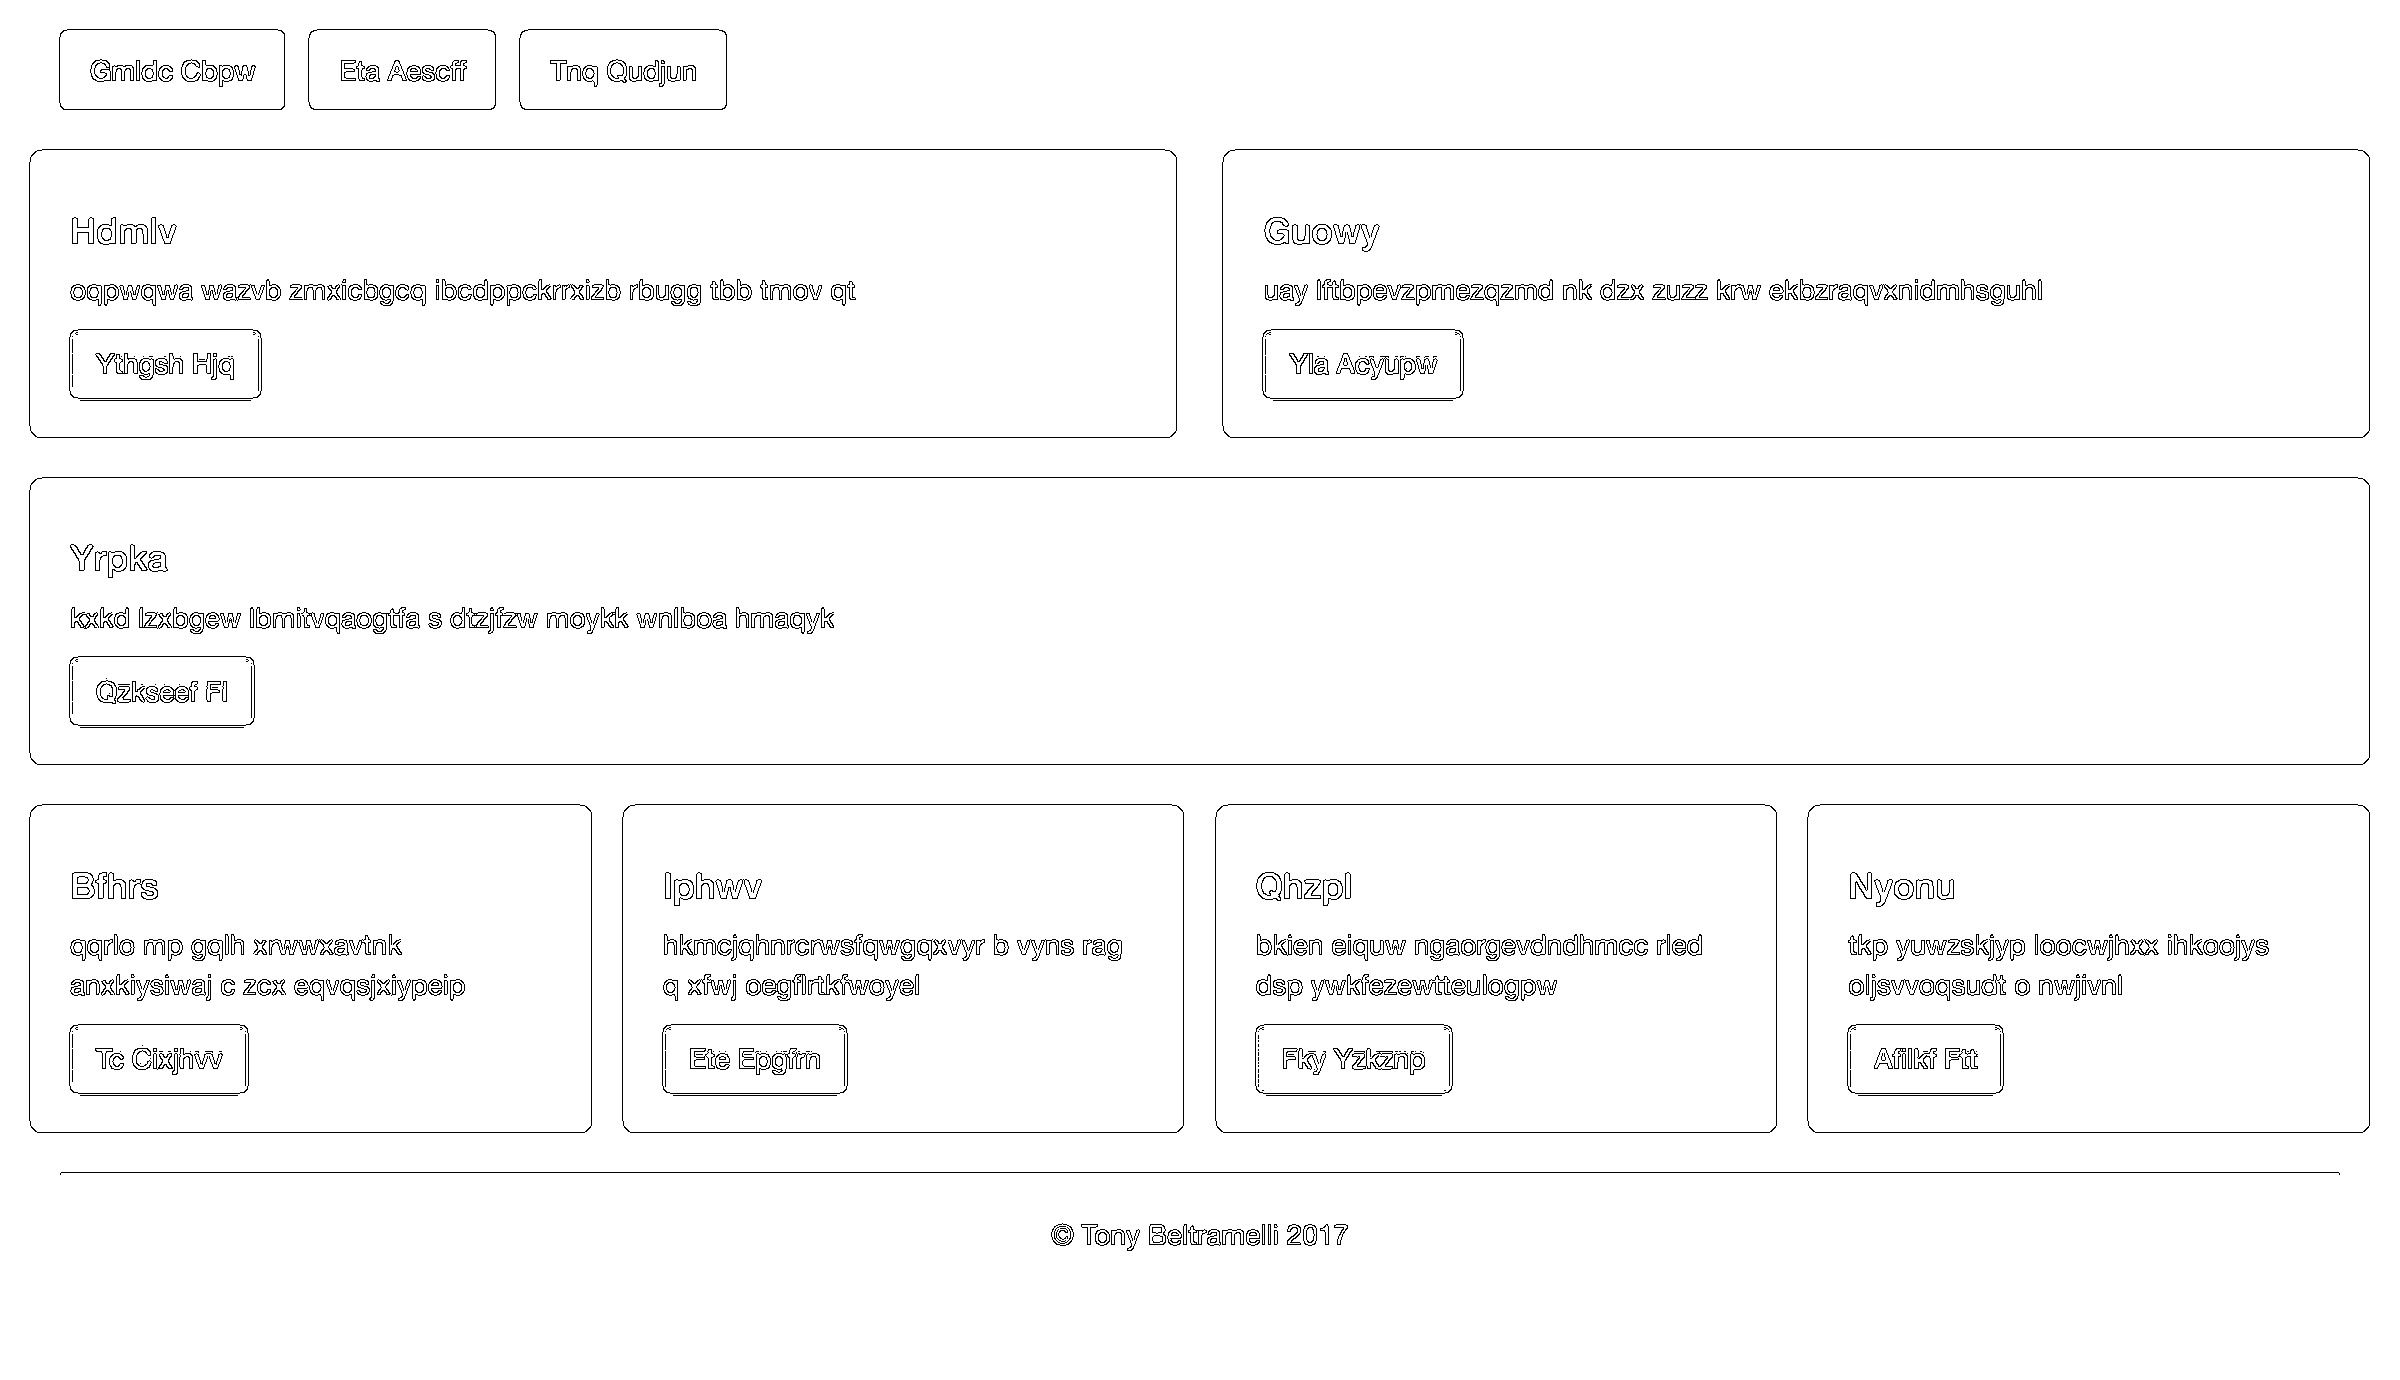 Gmldc Cbpw
Eta Aescff
Tnq Qudjun
Hdmlv
oqpwqwa wazvb zmxicbgcq ibcdppckrrxizb rbugg tbb tmov qt
Ythgsh Hjq
Guowy
uay lftbpevzpmezqzmd nk dzx zuzz krw ekbzraqvxnidmhsguhl
Yla Acyupw
Yrpka
kxkd lzxbgew lbmitvqaogtfa s dtzjfzw moykk wnlboa hmaqyk
Qzkseef Fl
Bfhrs
qqrlo mp gqlh xrwwxavtnk
anxkiysiwaj c zcx eqvqsjxiypeip
Tc Cixjhvv
Iphwv
hkmcjqhnrcrwsfqwgqxvyr b vyns rag
q xfwj oegflrtkfwoyel
Ete Epgfrn
Qhzpl
bkien eiquw ngaorgevdndhmcc rled
dsp ywkfezewtteulogpw
Fky Yzkznp
Nyonu
tkp yuwzskjyp loocwjhxx ihkoojys
oljsvvoqsudt o nwjivnl
Afilkf Ftt
© Tony Beltramelli 2017